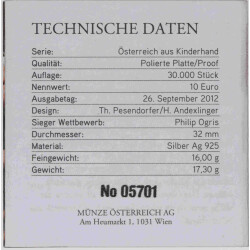 TECHNISCHE DATEN
Serie: Österreich aus Kinderhand
Qualität: Polierte Platte/Proof
Auflage: 30.000 Stück
Nennwert: 10 Euro
Ausgabetag: 26. September 2012
Design: Th. Pesendorfer/H. Andexlinger
Sieger Wettbewerb: Philip Ogris
Durchmesser: 32 mm
Material: Silber Ag 925
Feingewicht: 16,00 g
Gewicht: 17,30 g
No 05701
MÜNZE ÖSTERREICH AG
Am Heumarkt 1, 1031 Wien